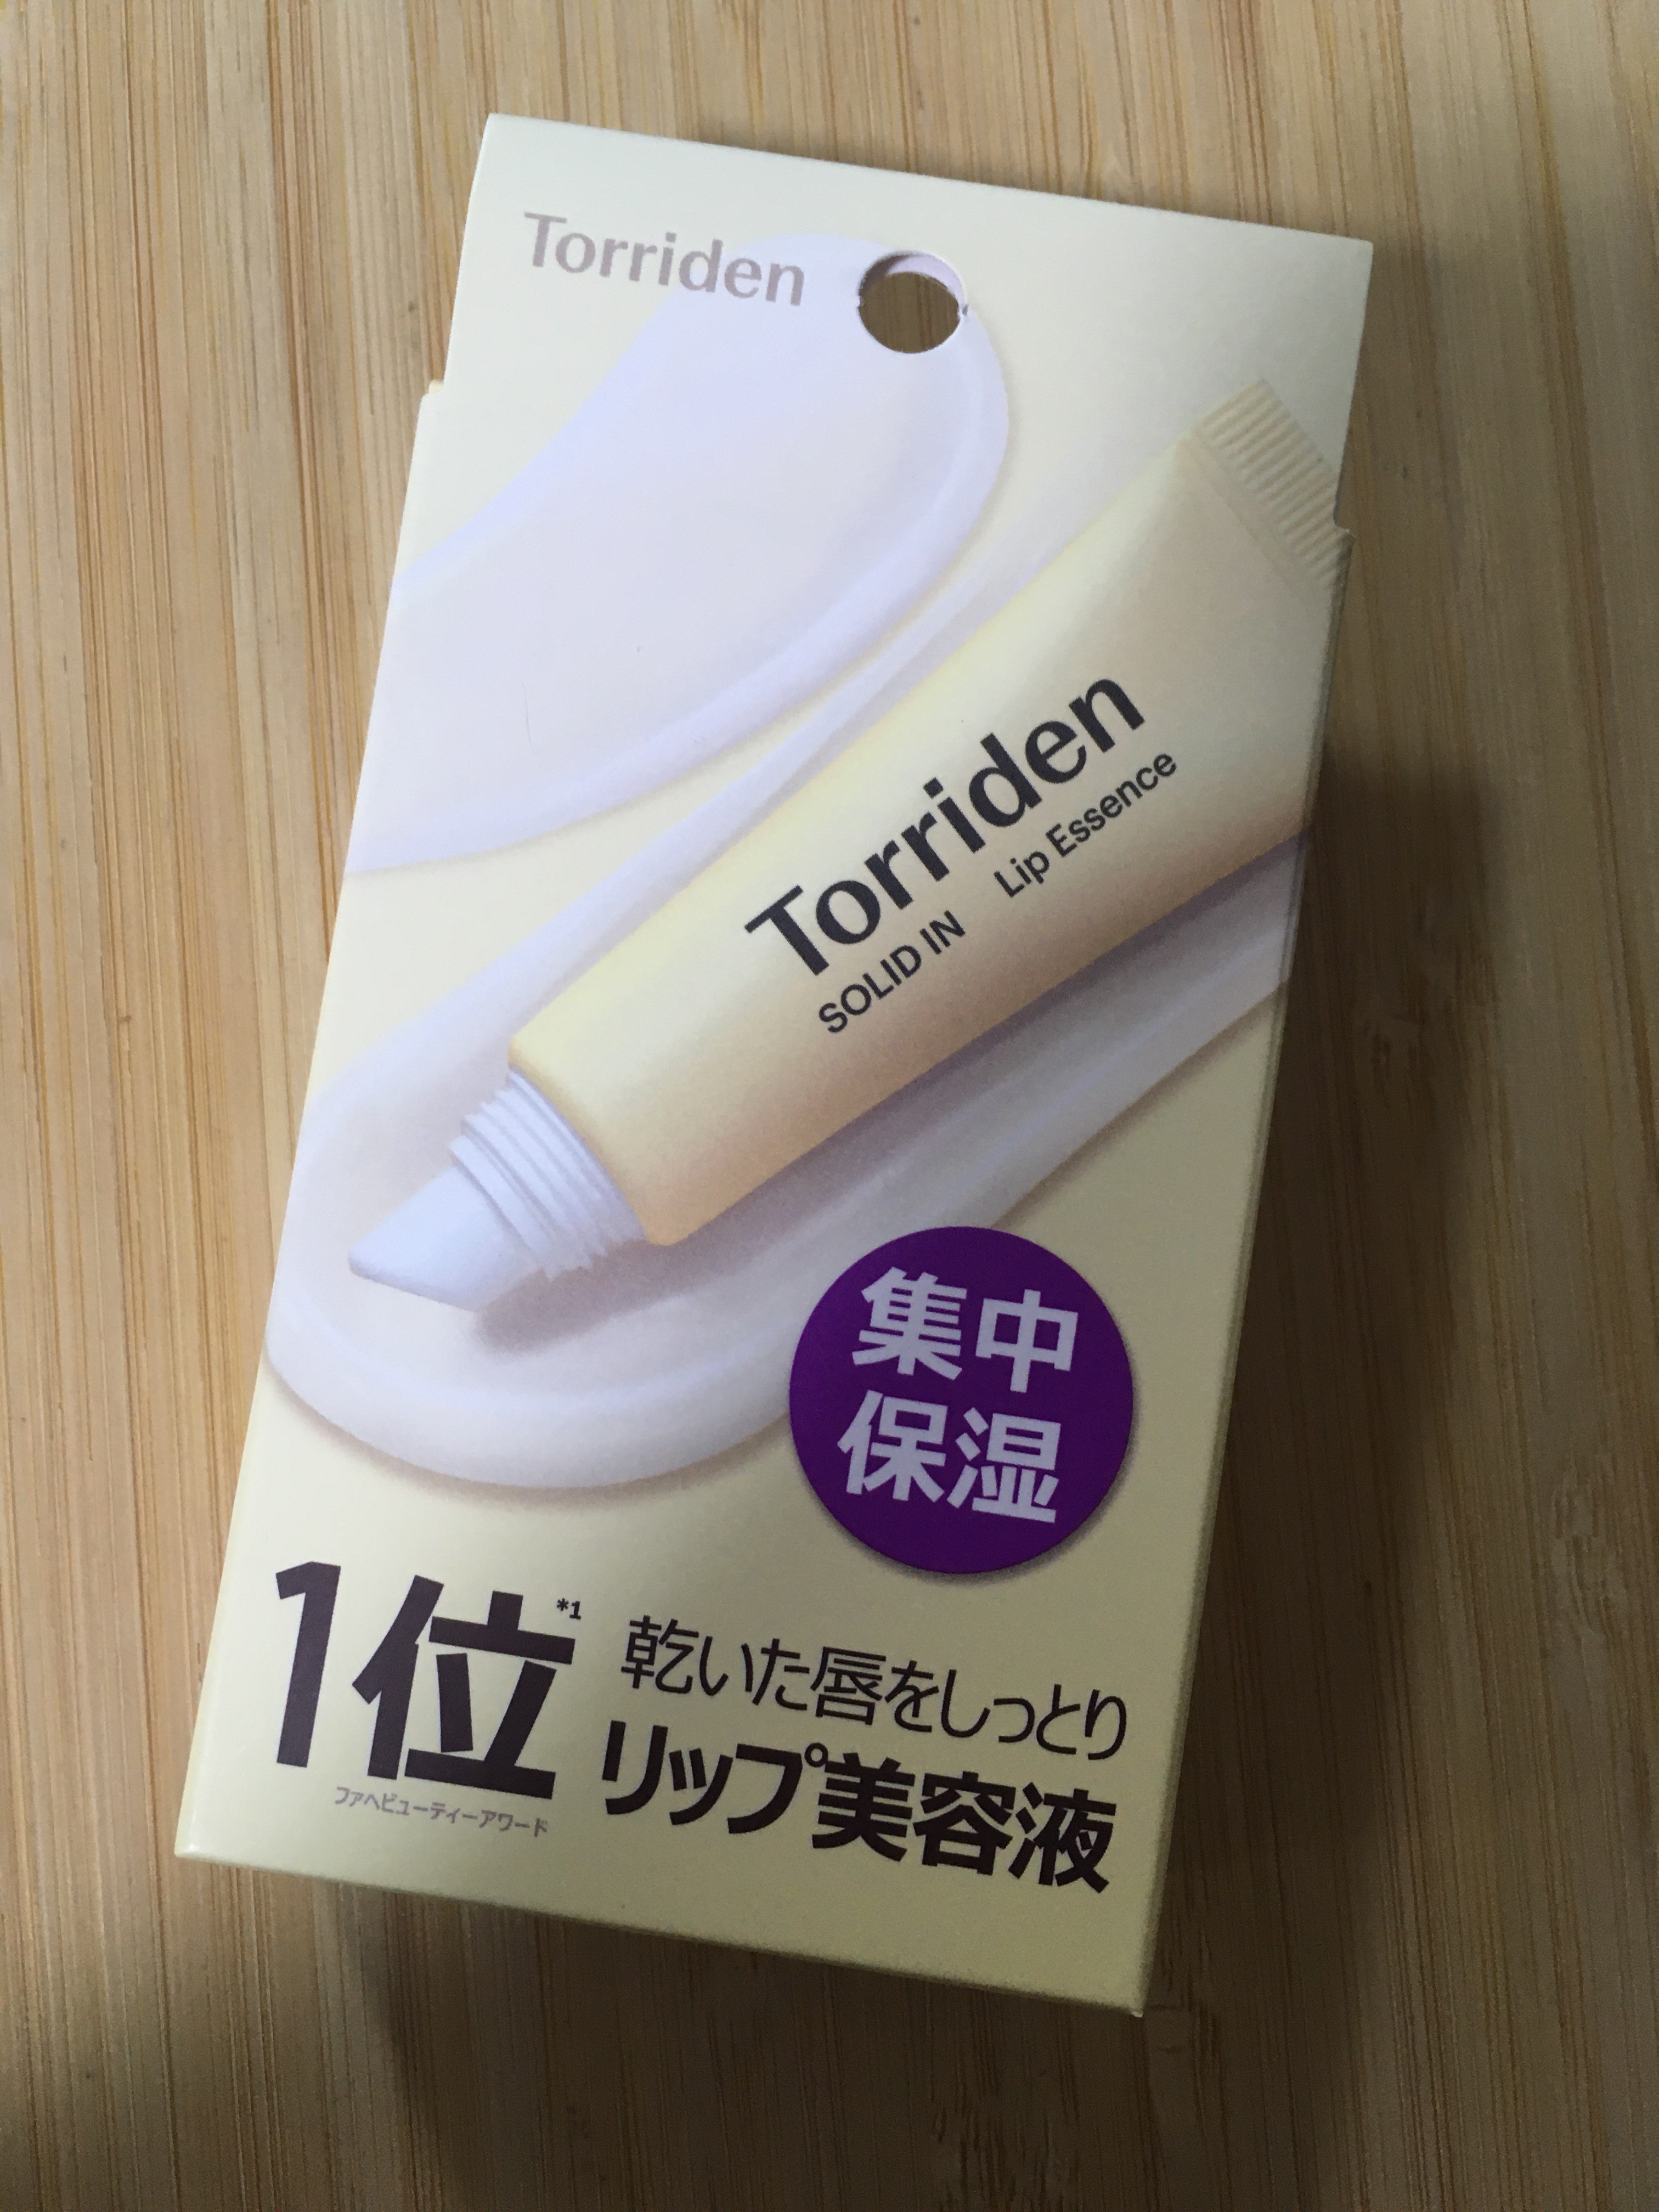 Torriden
Torriden
SOLID IN Lip Essence
集中
保湿
1位*1
ファヘビューティーアワード
乾いた唇をしっとり
リップ美容液